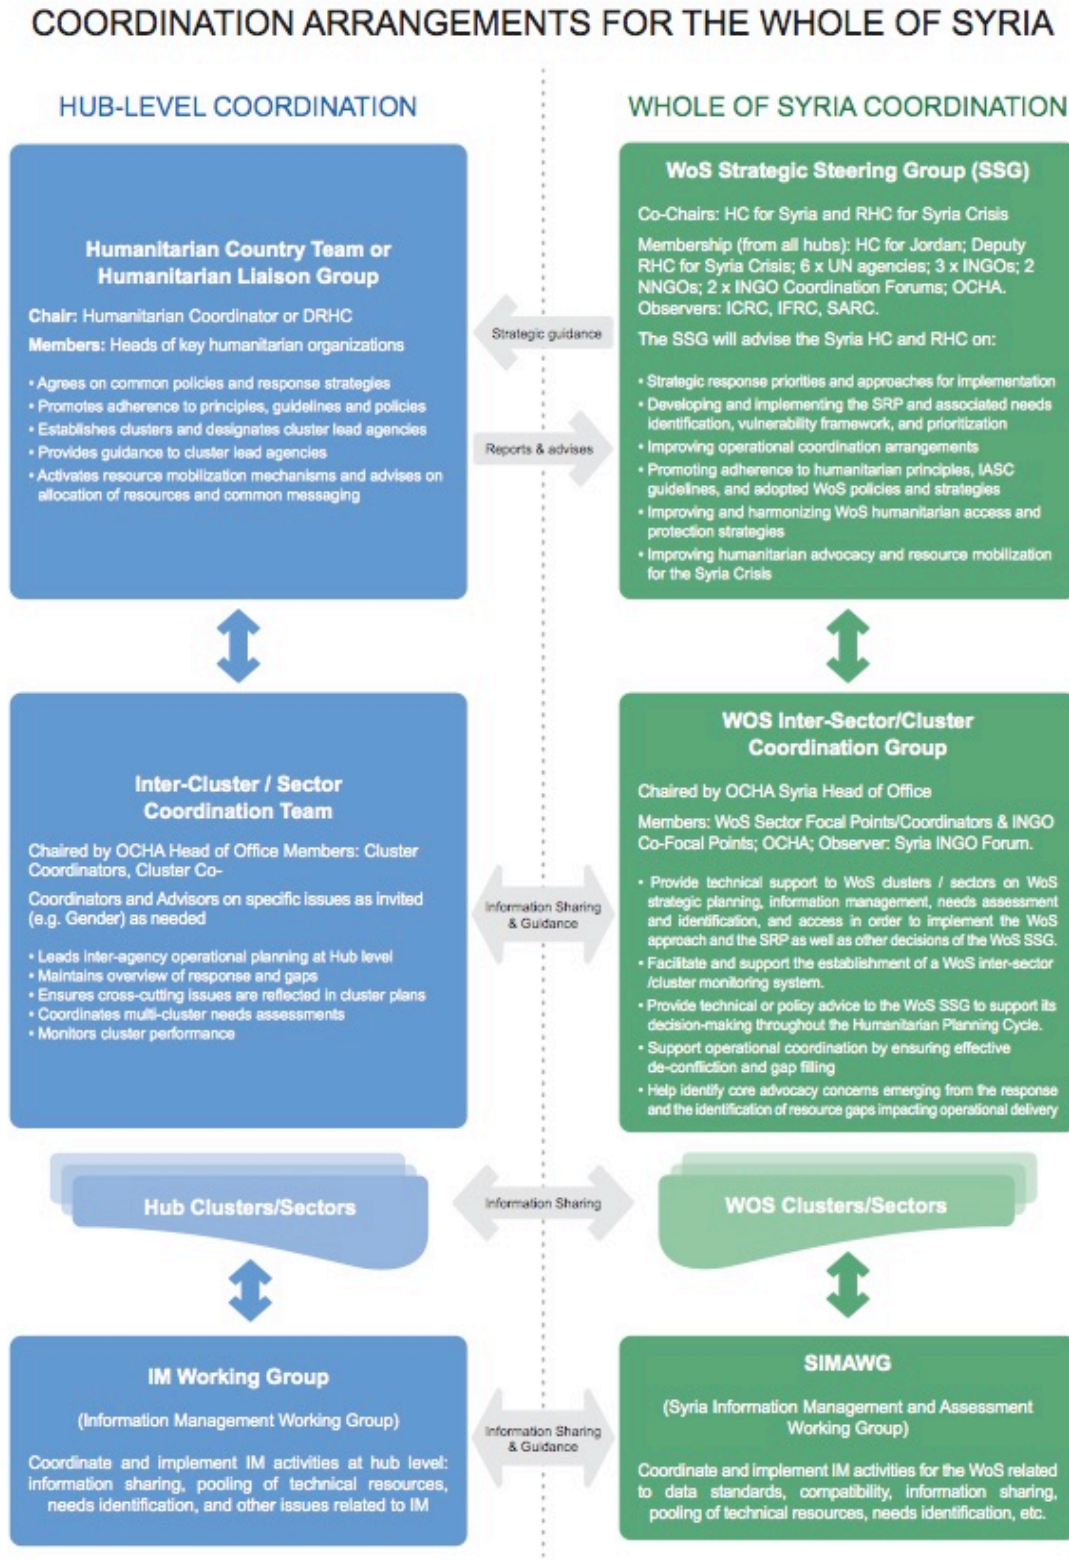 COORDINATION ARRANGEMENTS FOR THE WHOLE OF SYRIA
HUB-LEVEL COORDINATION
Humanitarian Country Team or
Humanitarian Liaison Group
Chair: Humanitarian Coordinator or DRHC
Members: Heads of key humanitarian organizations
• Agrees on common policies and response strategies
• Promotes adherence to principles, guidelines and policies
• Establishes clusters and designates cluster lead agencies
• Provides guidance to cluster lead agencies
• Activates resource mobilization mechanisms and advises on
allocation of resources and common messaging
Strategic guidance
Reports & advises
WHOLE OF SYRIA COORDINATION
WoS Strategic Steering Group (SSG)
Co-Chairs: HC for Syria and RHC for Syria Crisis
Membership (from all hubs): HC for Jordan; Deputy
RHC for Syria Crisis; 6 x UN agencies; 3 x INGOs; 2
NNGOs; 2 x INGO Coordination Forums; OCHA.
Observers: ICRC, IFRC, SARC.
The SSG will advise the Syria HC and RHC on:
• Strategic response priorities and approaches for implementation
• Developing and implementing the SRP and associated needs
identification, vulnerability framework, and prioritization
• Improving operational coordination arrangements
• Promoting adherence to humanitarian principles, IASC
guidelines, and adopted WoS policies and strategies
• Improving and harmonizing WoS humanitarian access and
protection strategies
• Improving humanitarian advocacy and resource mobilization
for the Syria Crisis
Inter-Cluster / Sector
Coordination Team
Chaired by OCHA Head of Office Members: Cluster
Coordinators, Cluster Co-
Coordinators and Advisors on specific issues as invited
(e.g. Gender) as needed
• Leads inter-agency operational planning at Hub level
• Maintains overview of response and gaps
• Ensures cross-cutting issues are reflected in cluster plans
• Coordinates multi-cluster needs assessments
• Monitors cluster performance
Information Sharing
& Guidance
WOS Inter-Sector/Cluster
Coordination Group
Chaired by OCHA Syria Head of Office
Members: WoS Sector Focal Points/Coordinators & INGO
Co-Focal Points; OCHA; Observer: Syria INGO Forum.
• Provide technical support to WoS clusters / sectors on WoS
strategic planning, information management, needs assessment
and identification, and access in order to implement the WoS
approach and the SRP as well as other decisions of the WoS SSG.
• Facilitate and support the establishment of a WoS inter-sector
/cluster monitoring system.
• Provide technical or policy advice to the WoS SSG to support its
decision-making throughout the Humanitarian Planning Cycle.
• Support operational coordination by ensuring effective
de-confliction and gap filling
• Help identify core advocacy concerns emerging from the response
and the identification of resource gaps impacting operational delivery
Hub Clusters/Sectors
Information Sharing
WOS Clusters/Sectors
IM Working Group
(Information Management Working Group)
Coordinate and implement IM activities at hub level:
information sharing, pooling of technical resources,
needs identification, and other issues related to IM
Information Sharing
& Guidance
SIMAWG
(Syria Information Management and Assessment
Working Group)
Coordinate and implement IM activities for the WoS related
to data standards, compatibility, information sharing,
pooling of technical resources, needs identification, etc.